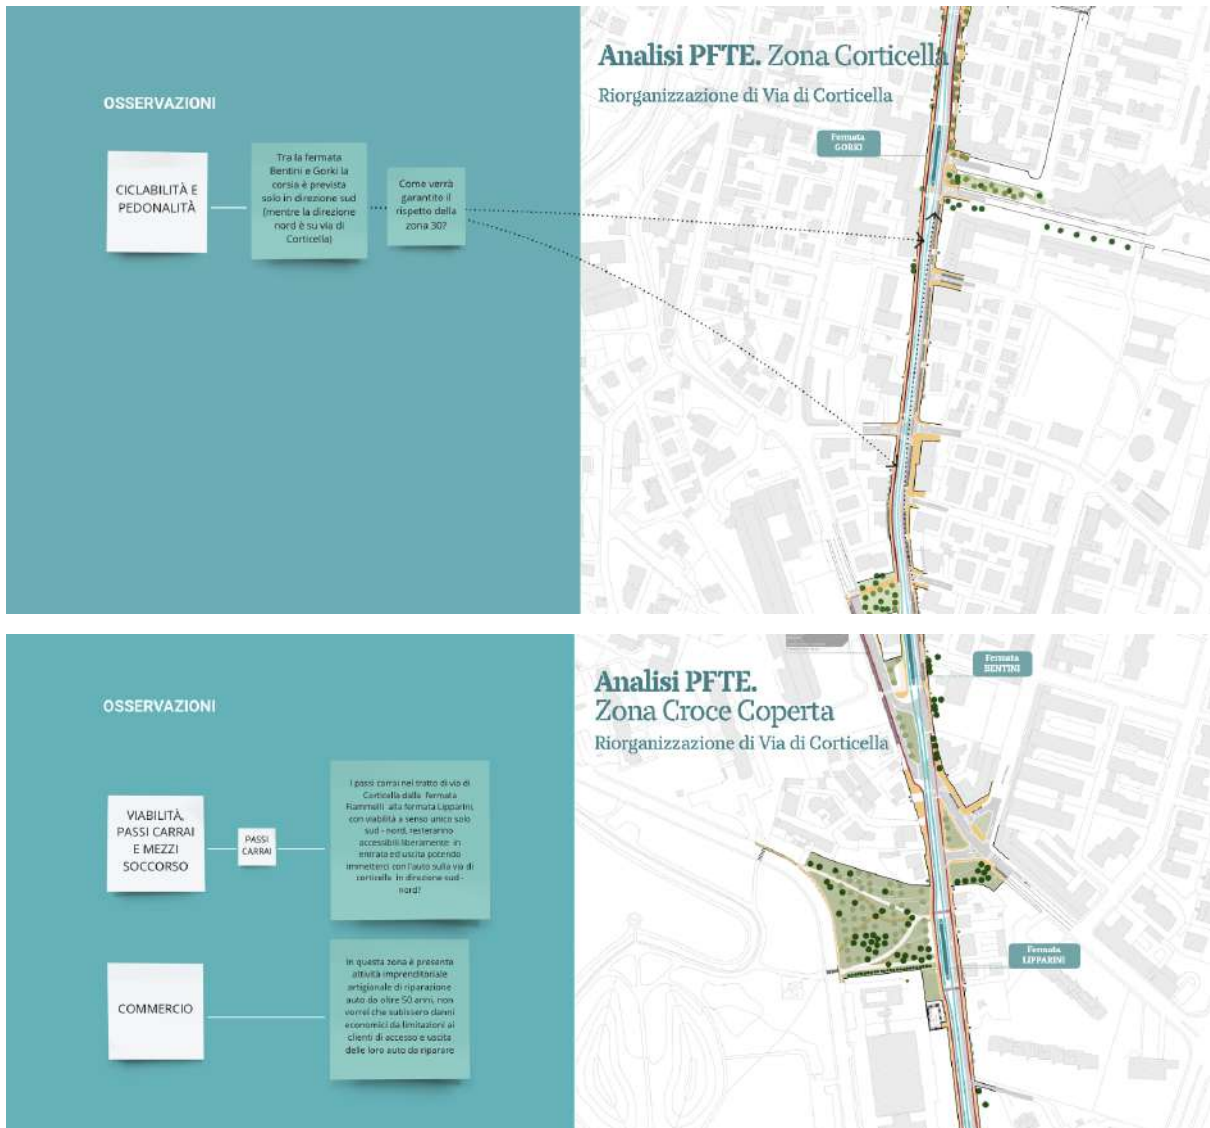 OSSERVAZIONI
CICLABILITÀ E
PEDONALITÀ
Tra la fermata
Bentini e Gorki la
corsia è prevista
solo in direzione sud
(mentre la direzione
nord è su via di
Corticella)
Come verrà
garantito il
rispetto della
zona 30?
Analisi PFTE. Zona Corticella
Riorganizzazione di Via di Corticella
Fermata
GORKI
OSSERVAZIONI
VIABILITÀ,
PASSI CARRAI
E MEZZI
SOCCORSO
PASSI
CARRAI
I passi carrai nel tratto di via di
Corticella dalla fermata
Fiammelli alla fermata Lipparini,
con viabilità a senso unico solo
sud - nord, resteranno
accessibili liberamente in
entrata ed uscita potendo
immetterci con l'auto sulla via di
corticella in direzione sud -
nord?
COMMERCIO
In questa zona è presente
attività imprenditoriale
artigianale di riparazione
auto da oltre 50 anni, non
vorrei che subissero danni
economici da limitazioni ai
clienti di accesso e uscita
delle loro auto da riparare
Analisi PFTE.
Zona Croce Coperta
Riorganizzazione di Via di Corticella
Fermata
BENTINI
Fermata
LIPPARINI